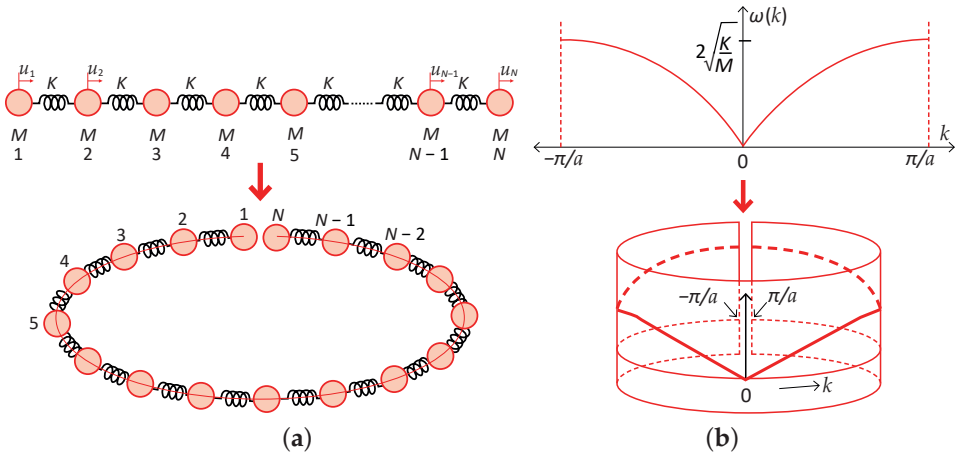 u₁ u₂ uₙ₋₁ uₙ
K K K K K K K
M M M M M M M
1 2 3 4 5 N−1 N
1 N N−1
2 N−2
3
4
5
(a)
ω(k)
2√(K/M)
k
−π/a 0 π/a
−π/a π/a
0 k
(b)